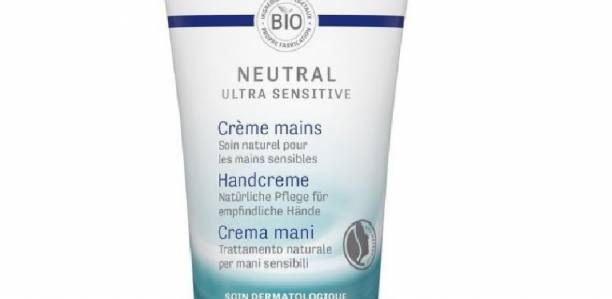 BIO
NEUTRAL
ULTRA SENSITIVE
Crème mains
Soin naturel pour
les mains sensibles
Handcreme
Natürliche Pflege für
empfindliche Hände
Crema mani
Trattamento naturale
per mani sensibili
SOIN DERMATOLOGIQUE